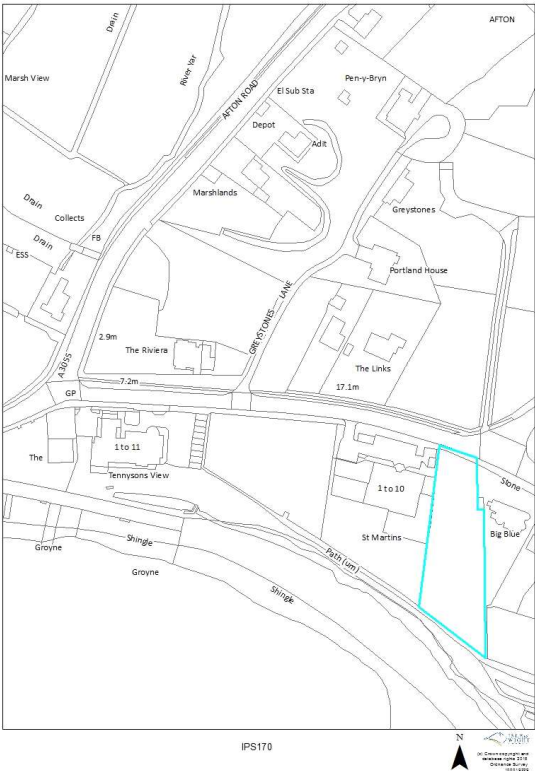 AFTON
Drain
Marsh View
River Yar
Pen-y-Bryn
El Sub Sta
AFTON ROAD
Depot
Adit
Marshlands
Drain
Collects
Greystones
FB
Drain
ESS
Portland House
GREYSTONES LANE
2.9m
The Riviera
A3055
The Links
7.2m
17.1m
GP
1 to 11
The
Tennysons View
Stone
1 to 10
Big Blue
St Martins
Groyne
Shingle
Path (um)
Groyne
Shingle
IPS170
N
(c) Crown copyright and
database rights 2018
Ordnance Survey